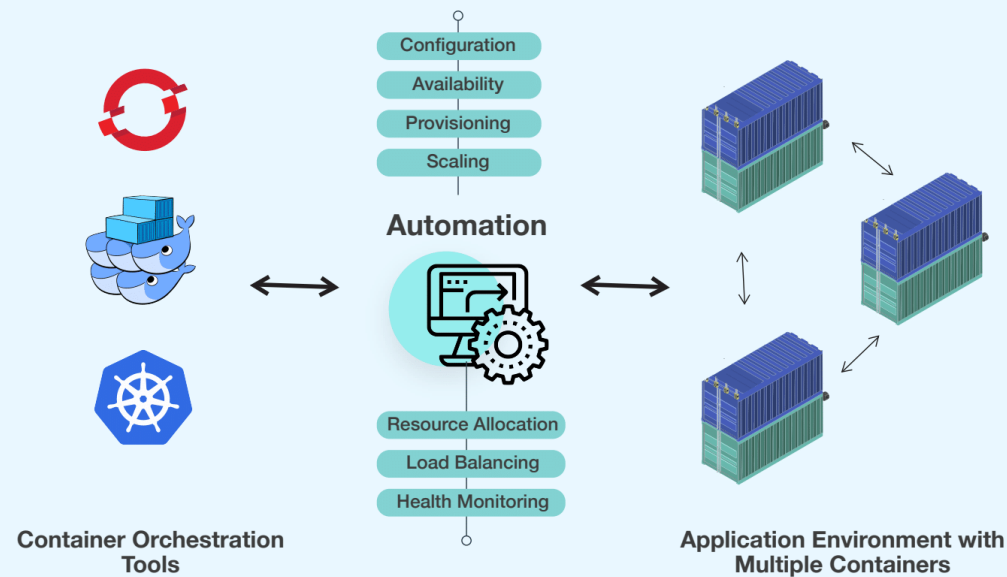 Configuration
Availability
Provisioning
Scaling
Automation
Resource Allocation
Load Balancing
Health Monitoring
Container Orchestration
Tools
Application Environment with
Multiple Containers